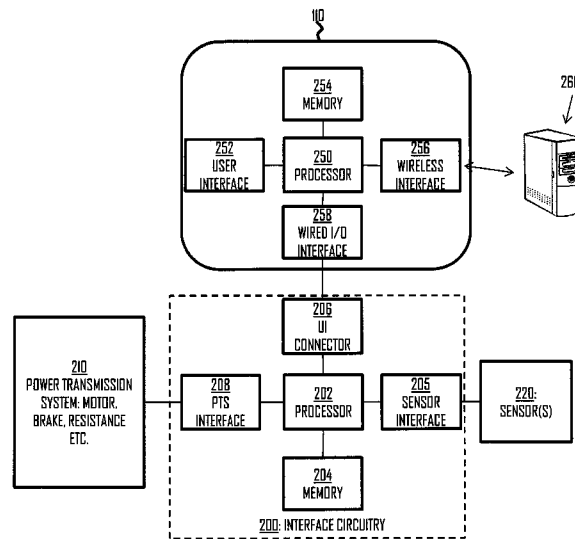 110
254
MEMORY
260
252
USER
INTERFACE
250
PROCESSOR
256
WIRELESS
INTERFACE
258
WIRED I/O
INTERFACE
206
UI
CONNECTOR
210
POWER TRANSMISSION
SYSTEM: MOTOR,
BRAKE, RESISTANCE
ETC.
208
PTS
INTERFACE
202
PROCESSOR
205
SENSOR
INTERFACE
220:
SENSOR(S)
204
MEMORY
200: INTERFACE CIRCUITRY